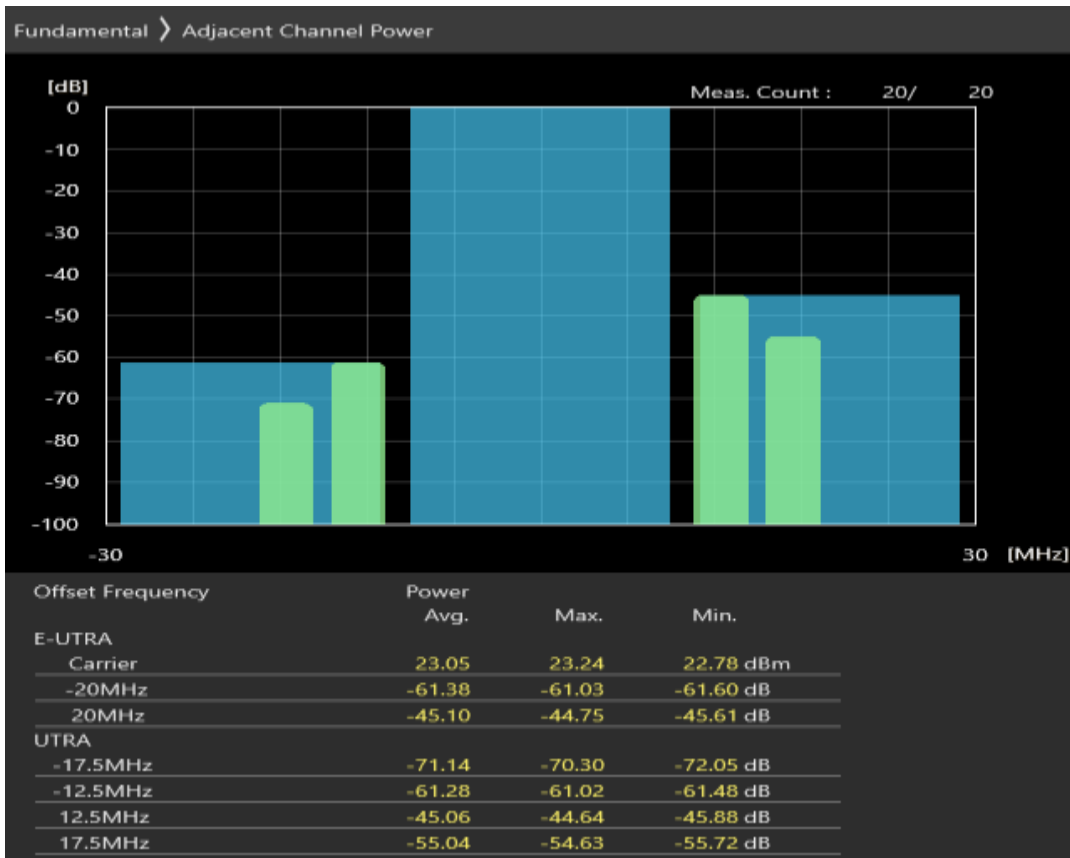 Fundamental 〉 Adjacent Channel Power
[dB]
Meas. Count : 20/ 20
0
-10
-20
-30
-40
-50
-60
-70
-80
-90
-100
-30 30 [MHz]
Offset Frequency Power
Avg. Max. Min.
E-UTRA
Carrier 23.05 23.24 22.78 dBm
-20MHz -61.38 -61.03 -61.60 dB
20MHz -45.10 -44.75 -45.61 dB
UTRA
-17.5MHz -71.14 -70.30 -72.05 dB
-12.5MHz -61.28 -61.02 -61.48 dB
12.5MHz -45.06 -44.64 -45.88 dB
17.5MHz -55.04 -54.63 -55.72 dB